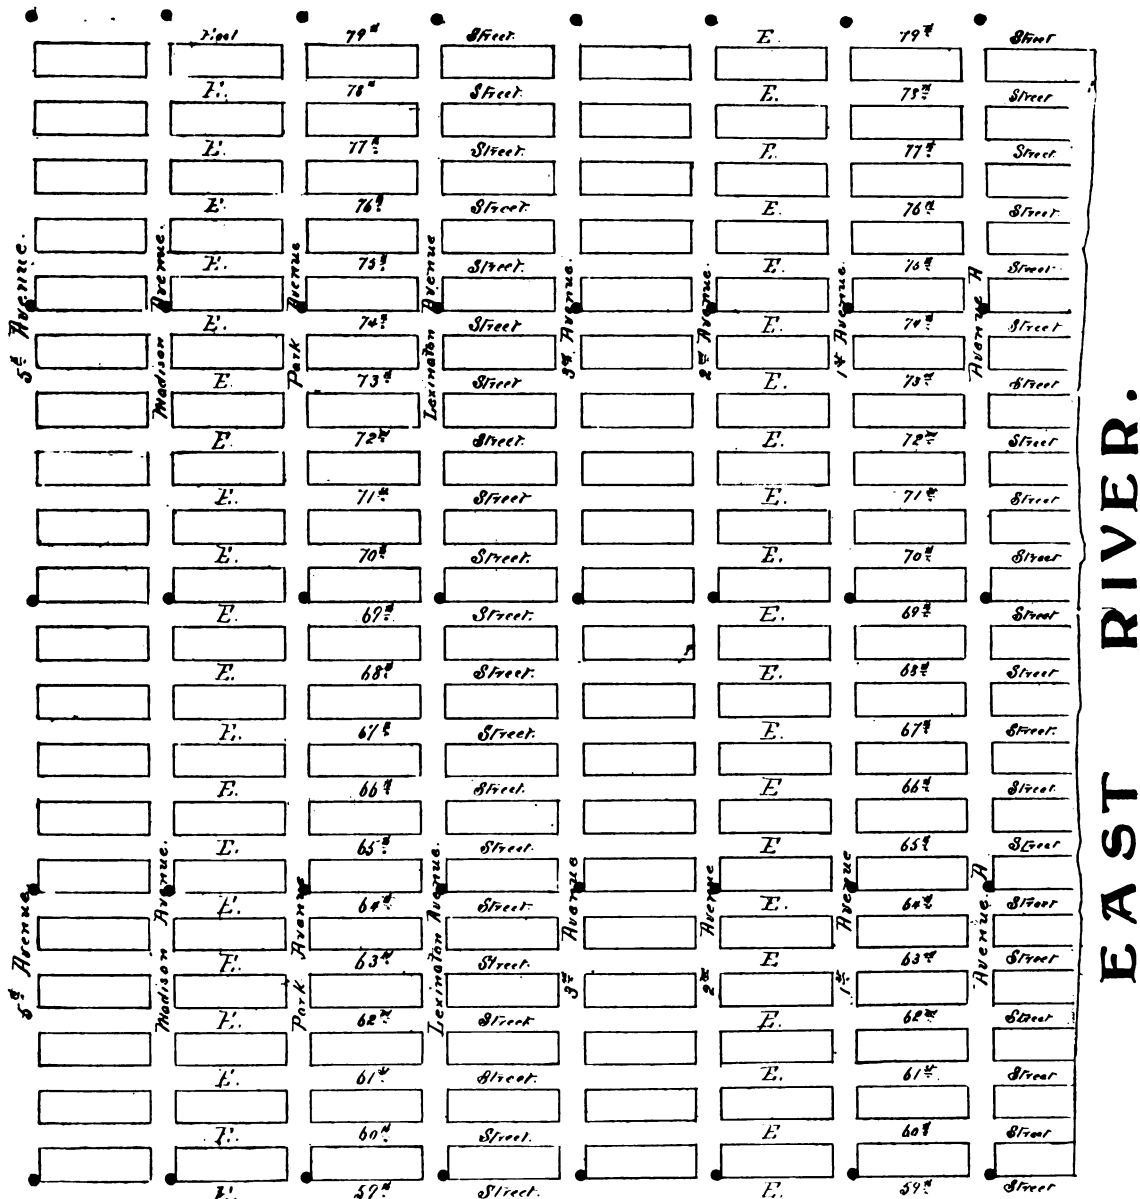 East 79th Street. E. 79th Street
E. 78th Street. E. 78th Street
E. 77th Street. E. 77th Street
E. 76th Street. E. 76th Street
E. 75th Street. E. 75th Street
E. 74th Street E. 74th Street
E. 73d Street E. 73d Street
E. 72nd Street. E. 72nd Street
E. 71st Street E. 71st Street
E. 70th Street. E. 70th Street
E. 69th Street. E. 69th Street
E. 68th Street. E. 68th Street
E. 67th Street. E. 67th Street.
E. 66th Street. E 66th Street.
E. 65th Street. E 65th Street
E. 64th Street. E. 64th Street
E. 63rd Street. E 63rd Street
E. 62nd Street E. 62nd Street
E. 61st Street. E. 61st Street
E. 60th Street. E 60th Street
E. 59th Street. E. 59th Street
5th Avenue.
Madison Avenue.
Park Avenue
Lexington Avenue
3rd Avenue.
2nd Avenue.
1st Avenue.
Avenue A
5th Avenue.
Madison Avenue.
Park Avenue
Lexington Avenue.
3rd Avenue
2nd Avenue
1st Avenue
Avenue. A
EAST RIVER.